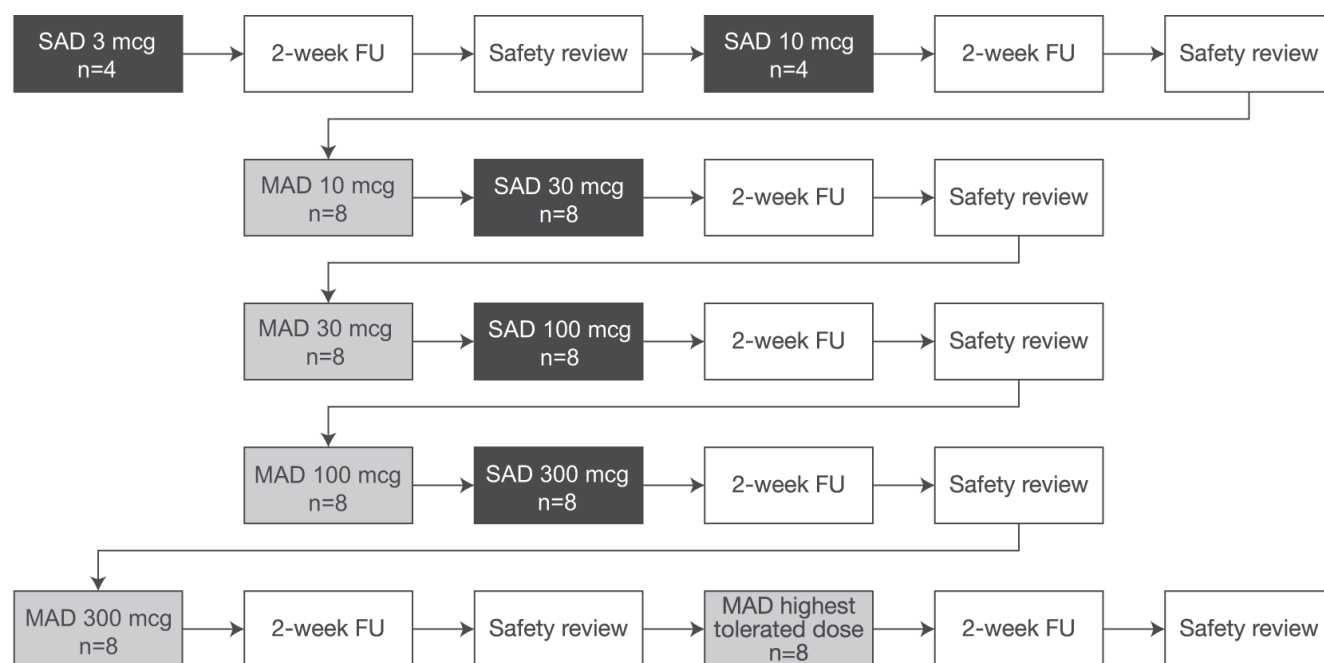 SAD 3 mcg
n=4
2-week FU
Safety review
SAD 10 mcg
n=4
2-week FU
Safety review
MAD 10 mcg
n=8
SAD 30 mcg
n=8
2-week FU
Safety review
MAD 30 mcg
n=8
SAD 100 mcg
n=8
2-week FU
Safety review
MAD 100 mcg
n=8
SAD 300 mcg
n=8
2-week FU
Safety review
MAD 300 mcg
n=8
2-week FU
Safety review
MAD highest
tolerated dose
n=8
2-week FU
Safety review